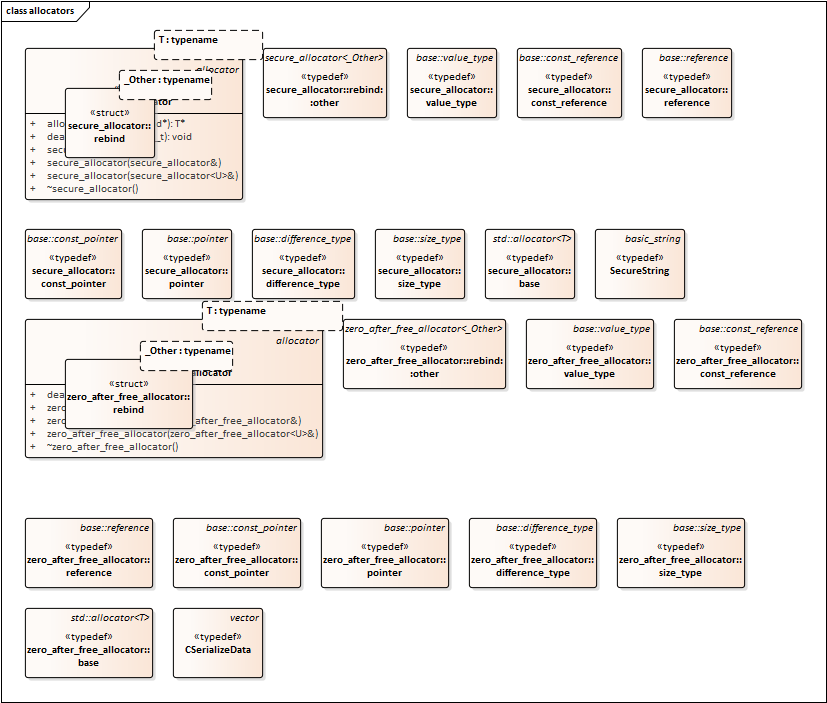 class allocators
T : typename
allocator
_Other : typename
«struct»
secure_allocator::
rebind
+ allo d*): T*
+ dea _t): void
+ sec
+ secure_allocator(secure_allocator&)
+ secure_allocator(secure_allocator<U>&)
+ ~secure_allocator()
secure_allocator<_Other>
«typedef»
secure_allocator::rebind:
:other
base::value_type
«typedef»
secure_allocator::
value_type
base::const_reference
«typedef»
secure_allocator::
const_reference
base::reference
«typedef»
secure_allocator::
reference
base::const_pointer
«typedef»
secure_allocator::
const_pointer
base::pointer
«typedef»
secure_allocator::
pointer
base::difference_type
«typedef»
secure_allocator::
difference_type
base::size_type
«typedef»
secure_allocator::
size_type
std::allocator<T>
«typedef»
secure_allocator::
base
basic_string
«typedef»
SecureString
T : typename
allocator
_Other : typename
allocator
«struct»
zero_after_free_allocator::
rebind
+ dea
+ zero
+ zero _after_free_allocator&)
+ zero_after_free_allocator(zero_after_free_allocator<U>&)
+ ~zero_after_free_allocator()
zero_after_free_allocator<_Other>
«typedef»
zero_after_free_allocator::rebind:
:other
base::value_type
«typedef»
zero_after_free_allocator::
value_type
base::const_reference
«typedef»
zero_after_free_allocator::
const_reference
base::reference
«typedef»
zero_after_free_allocator::
reference
base::const_pointer
«typedef»
zero_after_free_allocator::
const_pointer
base::pointer
«typedef»
zero_after_free_allocator::
pointer
base::difference_type
«typedef»
zero_after_free_allocator::
difference_type
base::size_type
«typedef»
zero_after_free_allocator::
size_type
std::allocator<T>
«typedef»
zero_after_free_allocator::
base
vector
«typedef»
CSerializeData